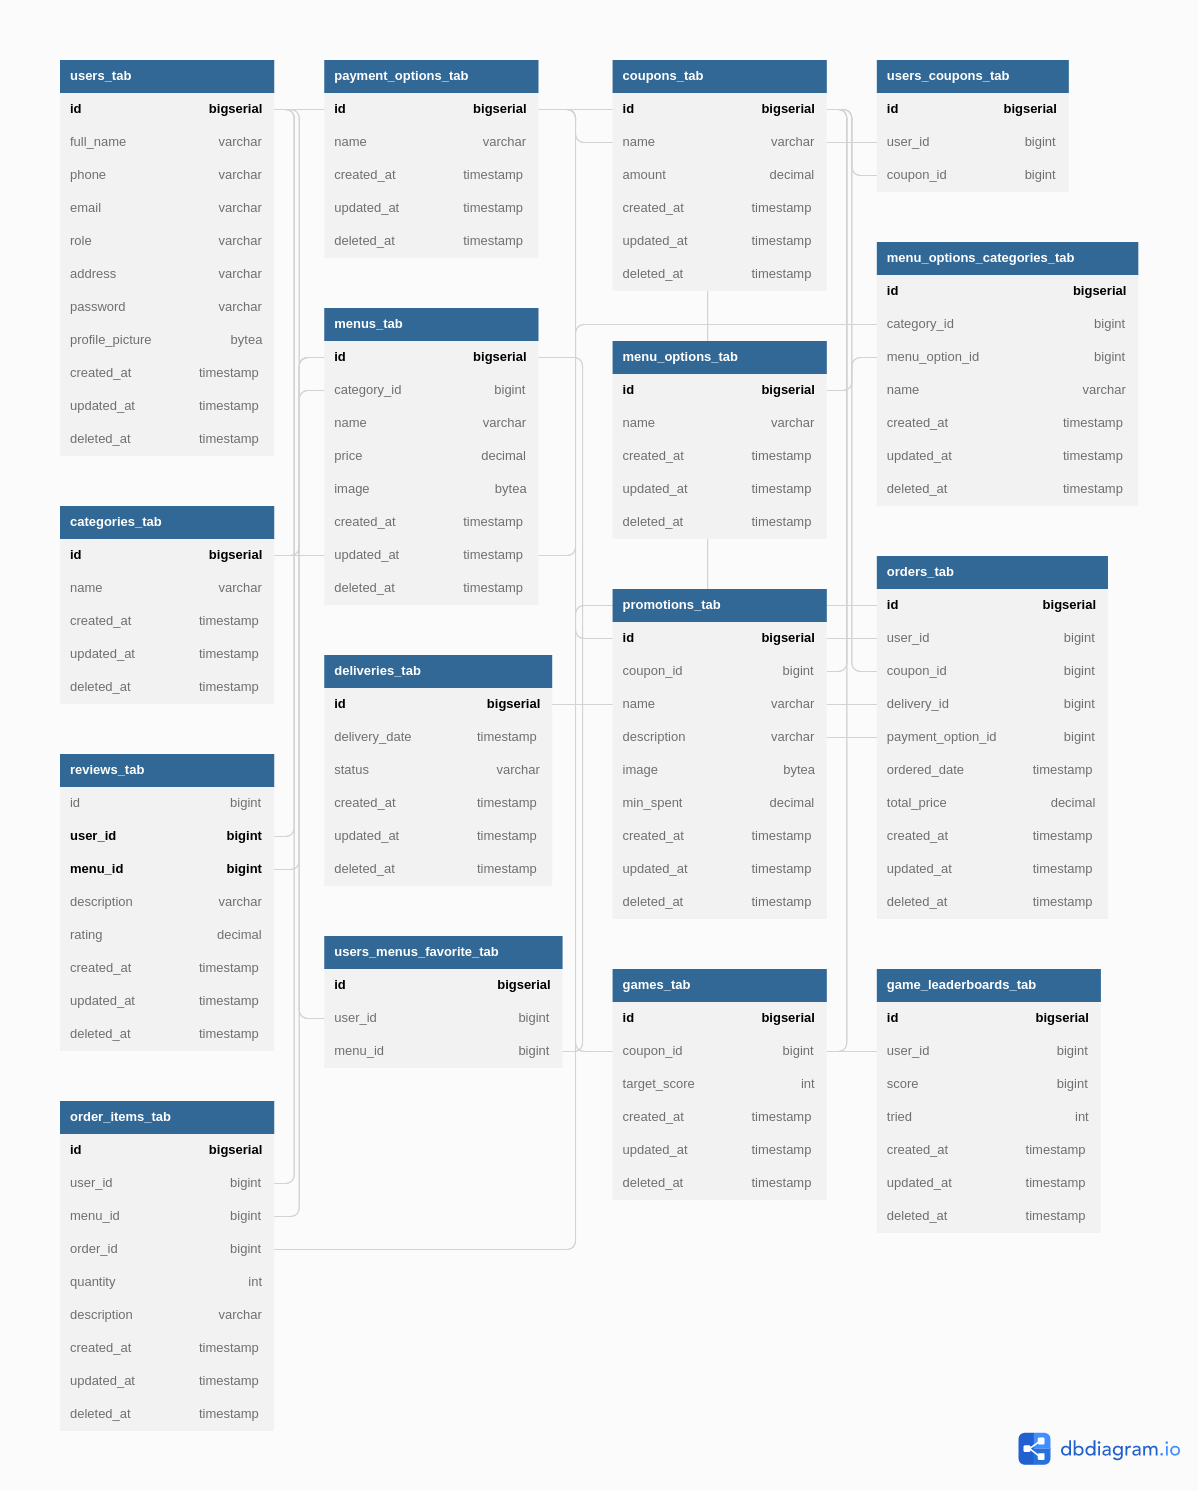 users_tab
id bigserial
full_name varchar
phone varchar
email varchar
role varchar
address varchar
password varchar
profile_picture bytea
created_at timestamp
updated_at timestamp
deleted_at timestamp
categories_tab
id bigserial
name varchar
created_at timestamp
updated_at timestamp
deleted_at timestamp
reviews_tab
id bigint
user_id bigint
menu_id bigint
description varchar
rating decimal
created_at timestamp
updated_at timestamp
deleted_at timestamp
order_items_tab
id bigserial
user_id bigint
menu_id bigint
order_id bigint
quantity int
description varchar
created_at timestamp
updated_at timestamp
deleted_at timestamp
payment_options_tab
id bigserial
name varchar
created_at timestamp
updated_at timestamp
deleted_at timestamp
menus_tab
id bigserial
category_id bigint
name varchar
price decimal
image bytea
created_at timestamp
updated_at timestamp
deleted_at timestamp
deliveries_tab
id bigserial
delivery_date timestamp
status varchar
created_at timestamp
updated_at timestamp
deleted_at timestamp
users_menus_favorite_tab
id bigserial
user_id bigint
menu_id bigint
coupons_tab
id bigserial
name varchar
amount decimal
created_at timestamp
updated_at timestamp
deleted_at timestamp
menu_options_tab
id bigserial
name varchar
created_at timestamp
updated_at timestamp
deleted_at timestamp
promotions_tab
id bigserial
coupon_id bigint
name varchar
description varchar
image bytea
min_spent decimal
created_at timestamp
updated_at timestamp
deleted_at timestamp
games_tab
id bigserial
coupon_id bigint
target_score int
created_at timestamp
updated_at timestamp
deleted_at timestamp
users_coupons_tab
id bigserial
user_id bigint
coupon_id bigint
menu_options_categories_tab
id bigserial
category_id bigint
menu_option_id bigint
name varchar
created_at timestamp
updated_at timestamp
deleted_at timestamp
orders_tab
id bigserial
user_id bigint
coupon_id bigint
delivery_id bigint
payment_option_id bigint
ordered_date timestamp
total_price decimal
created_at timestamp
updated_at timestamp
deleted_at timestamp
game_leaderboards_tab
id bigserial
user_id bigint
score bigint
tried int
created_at timestamp
updated_at timestamp
deleted_at timestamp
dbdiagram.io